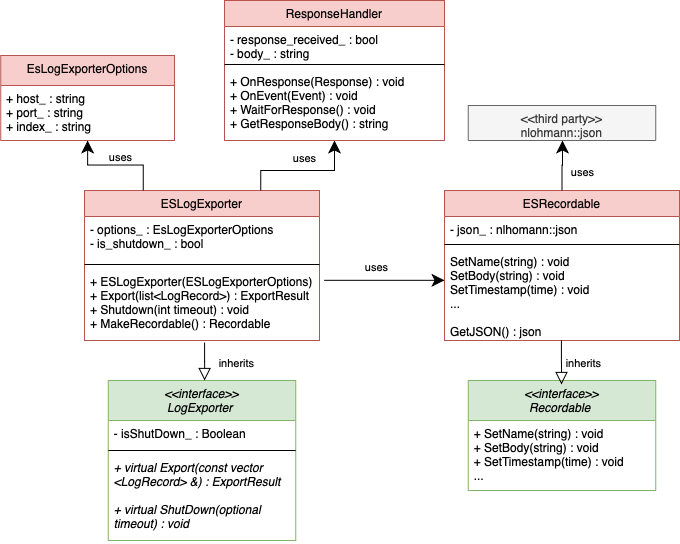 ResponseHandler
- response_received_ : bool
- body_ : string
+ OnResponse(Response) : void
+ OnEvent(Event) : void
+ WaitForResponse() : void
+ GetResponseBody() : string
EsLogExporterOptions
+ host_ : string
+ port_ : string
+ index_ : string
<<third party>>
nlohmann::json
uses
uses
uses
ESLogExporter
- options_ : EsLogExporterOptions
- is_shutdown_ : bool
+ ESLogExporter(ESLogExporterOptions)
+ Export(list<LogRecord>) : ExportResult
+ Shutdown(int timeout) : void
+ MakeRecordable() : Recordable
uses
ESRecordable
- json_ : nlhomann::json
SetName(string) : void
SetBody(string) : void
SetTimestamp(time) : void
...
GetJSON() : json
inherits
inherits
<<interface>>
LogExporter
- isShutDown_ : Boolean
+ virtual Export(const vector
<LogRecord> &) : ExportResult
+ virtual ShutDown(optional
timeout) : void
<<interface>>
Recordable
+ SetName(string) : void
+ SetBody(string) : void
+ SetTimestamp(time) : void
...